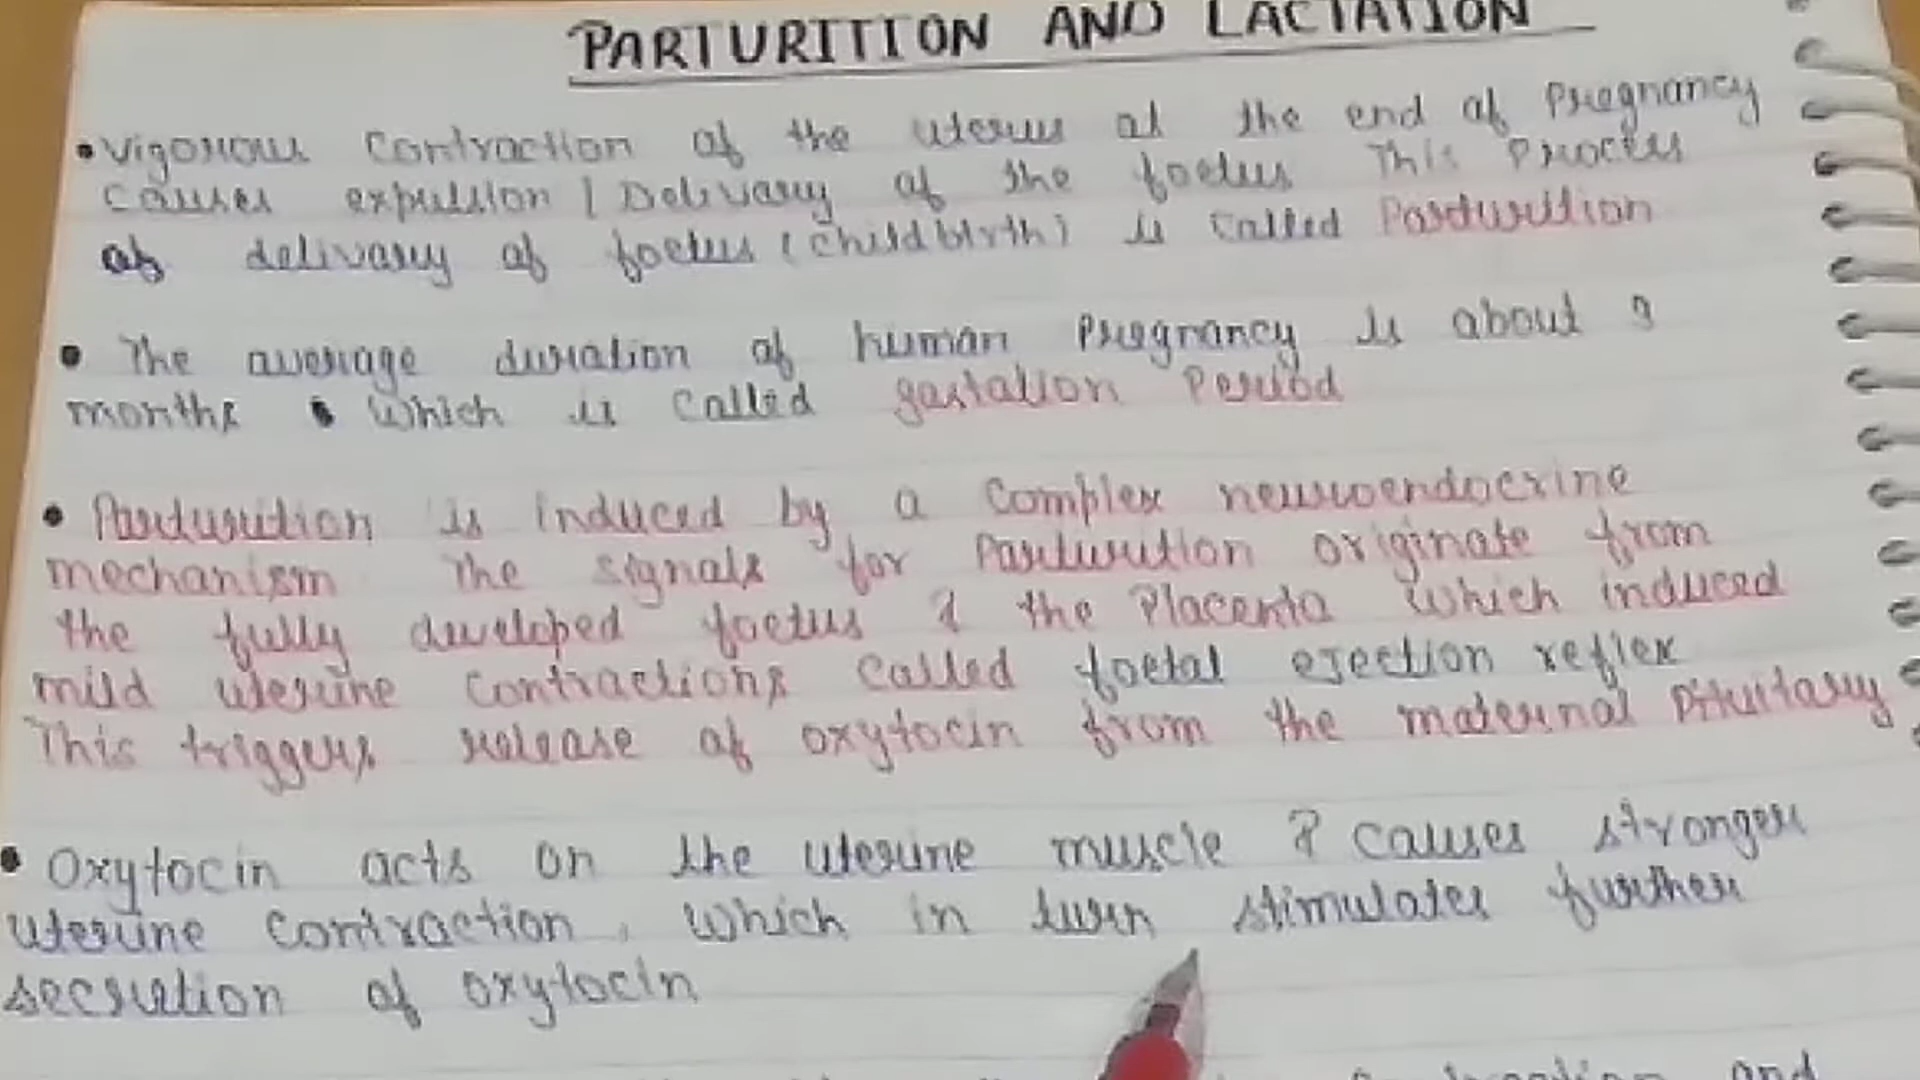 PARTURITION AND LACTATION
• Vigorous Contraction of the uterus at the end of Pregnancy
causes expulsion / Delivary of the foetus This Process
of delivary of foetus (childbirth) is called Parturition
• The average duration of human Pregnancy is about 9
months which is called gastation Period
• Parturition is induced by a Complex neuroendocrine
mechanism The signals for Parturition originate from
the fully developed foetus & the Placenta which induced
mild uterine Contractions called foetal ejection reflex
This triggers release of oxytocin from the maternal Pitutary
• Oxytocin acts on the uterine muscle & causes stronger
uterine contraction, which in turn stimulates further
secretion of oxytocin
and